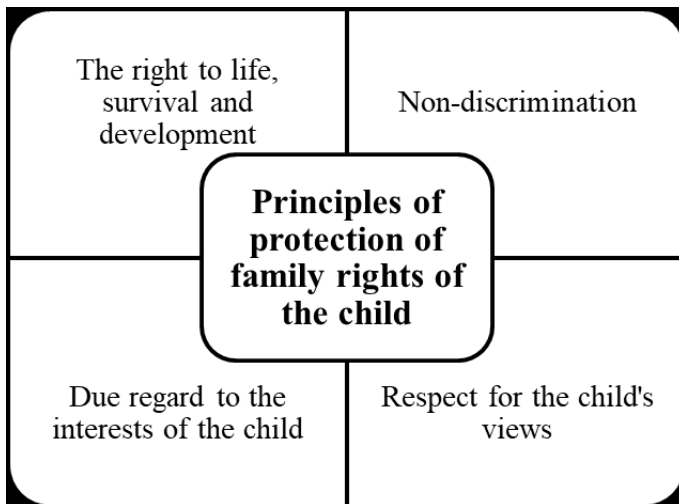 The right to life,
survival and
development
Non-discrimination
Principles of
protection of
family rights of
the child
Due regard to the
interests of the child
Respect for the child's
views